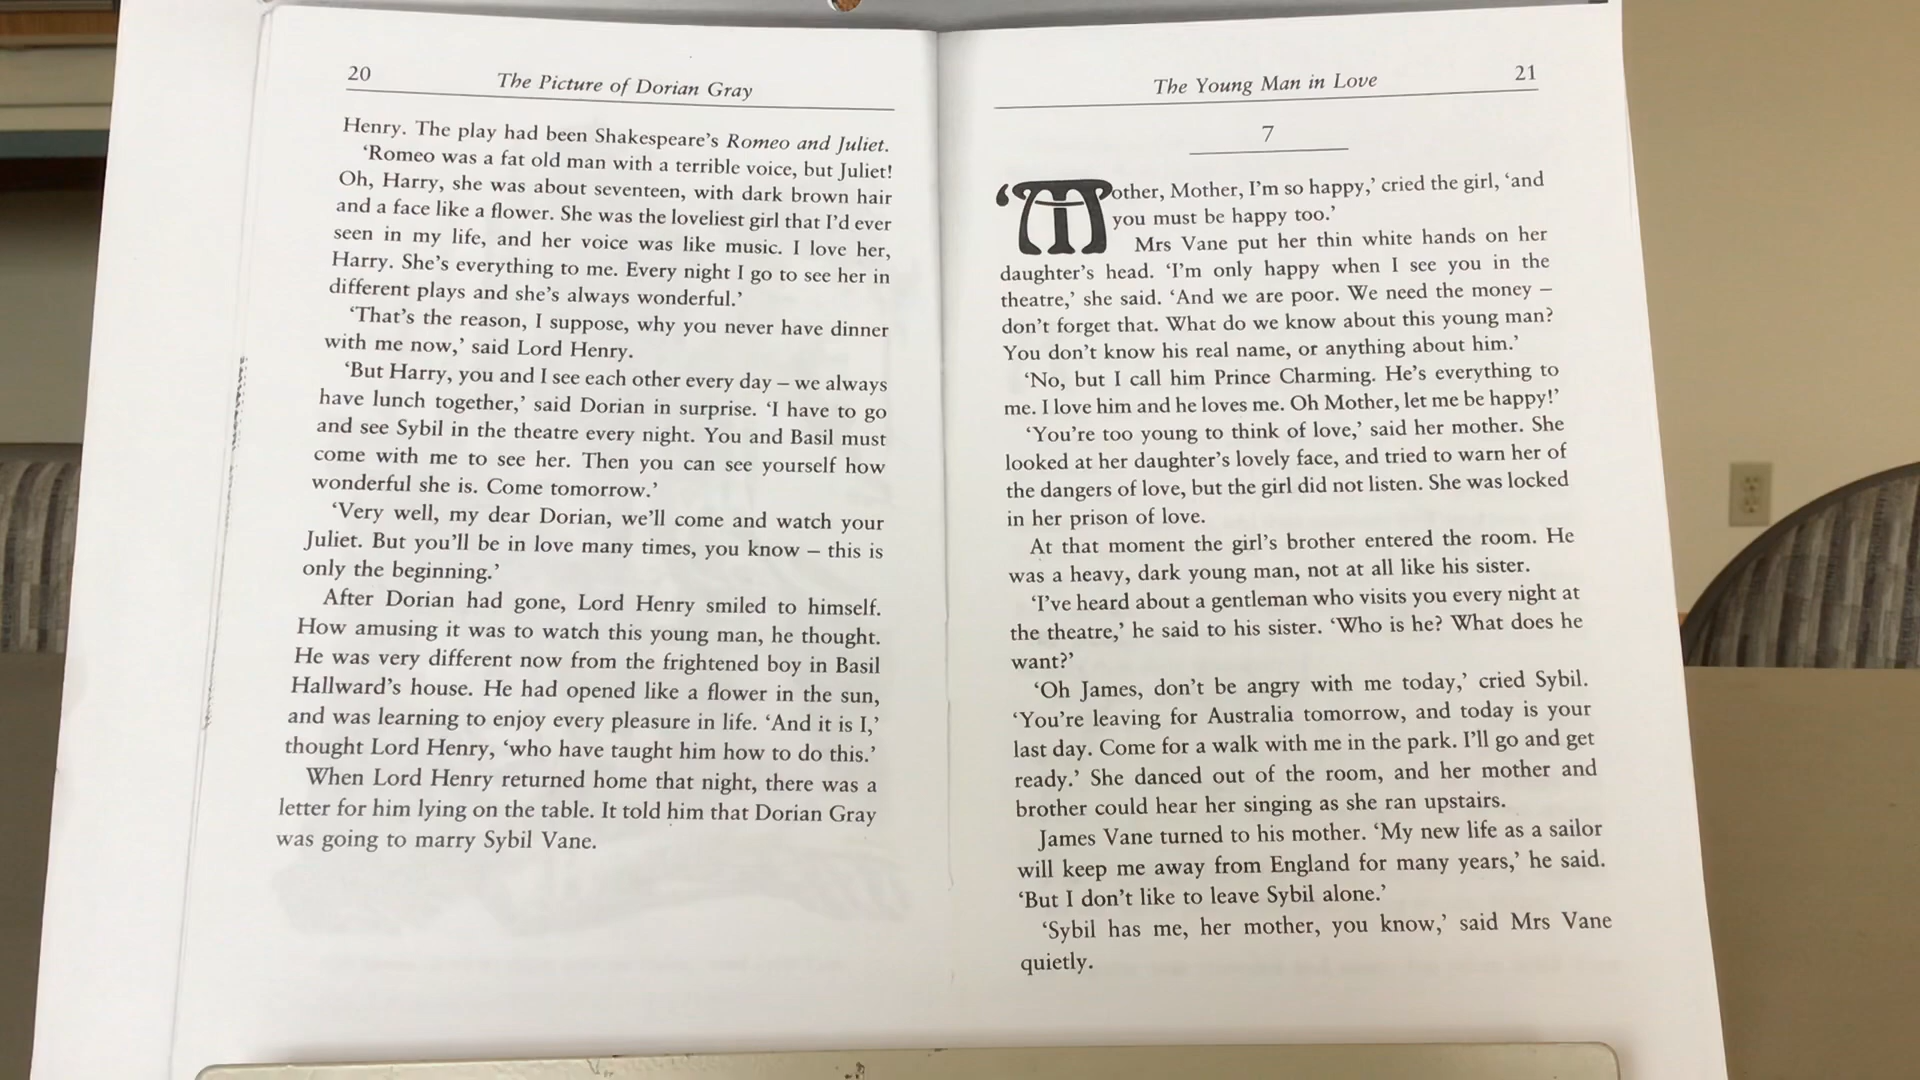 20
The Picture of Dorian Gray
Henry. The play had been Shakespeare's Romeo and Juliet.
‘Romeo was a fat old man with a terrible voice, but Juliet!
Oh, Harry, she was about seventeen, with dark brown hair
and a face like a flower. She was the loveliest girl that I'd ever
seen in my life, and her voice was like music. I love her,
Harry. She's everything to me. Every night I go to see her in
different plays and she's always wonderful.’
‘That's the reason, I suppose, why you never have dinner
with me now,’ said Lord Henry.
‘But Harry, you and I see each other every day – we always
have lunch together,’ said Dorian in surprise. ‘I have to go
and see Sybil in the theatre every night. You and Basil must
come with me to see her. Then you can see yourself how
wonderful she is. Come tomorrow.’
‘Very well, my dear Dorian, we'll come and watch your
Juliet. But you'll be in love many times, you know – this is
only the beginning.’
After Dorian had gone, Lord Henry smiled to himself.
How amusing it was to watch this young man, he thought.
He was very different now from the frightened boy in Basil
Hallward's house. He had opened like a flower in the sun,
and was learning to enjoy every pleasure in life. ‘And it is I,’
thought Lord Henry, ‘who have taught him how to do this.’
When Lord Henry returned home that night, there was a
letter for him lying on the table. It told him that Dorian Gray
was going to marry Sybil Vane.
The Young Man in Love
21
7
‘Mother, Mother, I'm so happy,’ cried the girl, ‘and
you must be happy too.’
Mrs Vane put her thin white hands on her
daughter's head. ‘I'm only happy when I see you in the
theatre,’ she said. ‘And we are poor. We need the money –
don't forget that. What do we know about this young man?
You don't know his real name, or anything about him.’
‘No, but I call him Prince Charming. He's everything to
me. I love him and he loves me. Oh Mother, let me be happy!’
‘You're too young to think of love,’ said her mother. She
looked at her daughter's lovely face, and tried to warn her of
the dangers of love, but the girl did not listen. She was locked
in her prison of love.
At that moment the girl's brother entered the room. He
was a heavy, dark young man, not at all like his sister.
‘I've heard about a gentleman who visits you every night at
the theatre,’ he said to his sister. ‘Who is he? What does he
want?’
‘Oh James, don't be angry with me today,’ cried Sybil.
‘You're leaving for Australia tomorrow, and today is your
last day. Come for a walk with me in the park. I'll go and get
ready.’ She danced out of the room, and her mother and
brother could hear her singing as she ran upstairs.
James Vane turned to his mother. ‘My new life as a sailor
will keep me away from England for many years,’ he said.
‘But I don't like to leave Sybil alone.’
‘Sybil has me, her mother, you know,’ said Mrs Vane
quietly.